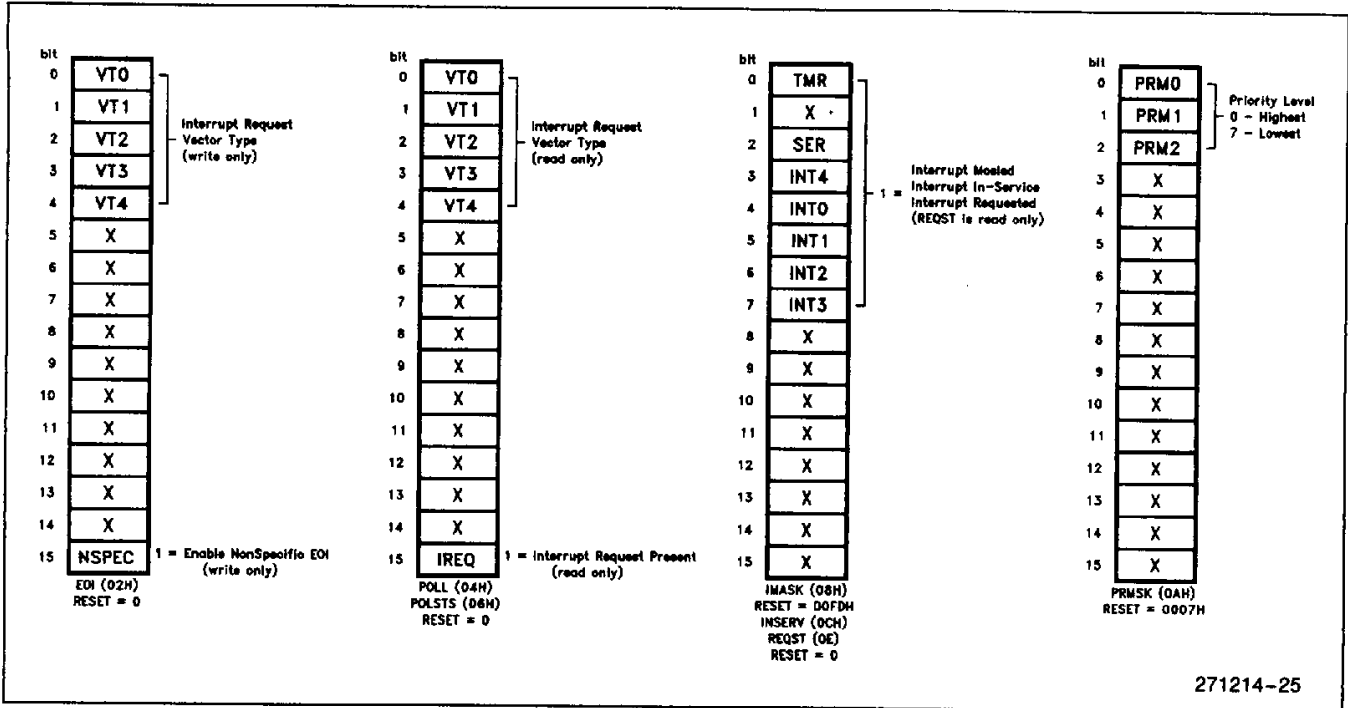 bit
0 VT0
1 VT1
2 VT2
3 VT3
4 VT4
5 X
6 X
7 X
8 X
9 X
10 X
11 X
12 X
13 X
14 X
15 NSPEC
Interrupt Request
Vector Type
(write only)
1 = Enable NonSpecific EOI
(write only)
EOI (02H)
RESET = 0
bit
0 VT0
1 VT1
2 VT2
3 VT3
4 VT4
5 X
6 X
7 X
8 X
9 X
10 X
11 X
12 X
13 X
14 X
15 IREQ
Interrupt Request
Vector Type
(read only)
1 = Interrupt Request Present
(read only)
POLL (04H)
POLSTS (06H)
RESET = 0
bit
0 TMR
1 X
2 SER
3 INT4
4 INT0
5 INT1
6 INT2
7 INT3
8 X
9 X
10 X
11 X
12 X
13 X
14 X
15 X
1 =
Interrupt Masked
Interrupt In-Service
Interrupt Requested
(REQST is read only)
IMASK (08H)
RESET = 00FDH
INSERV (0CH)
REQST (0E)
RESET = 0
bit
0 PRM0
1 PRM1
2 PRM2
3 X
4 X
5 X
6 X
7 X
8 X
9 X
10 X
11 X
12 X
13 X
14 X
15 X
Priority Level
0 - Highest
7 - Lowest
PRMSK (0AH)
RESET = 0007H
271214-25